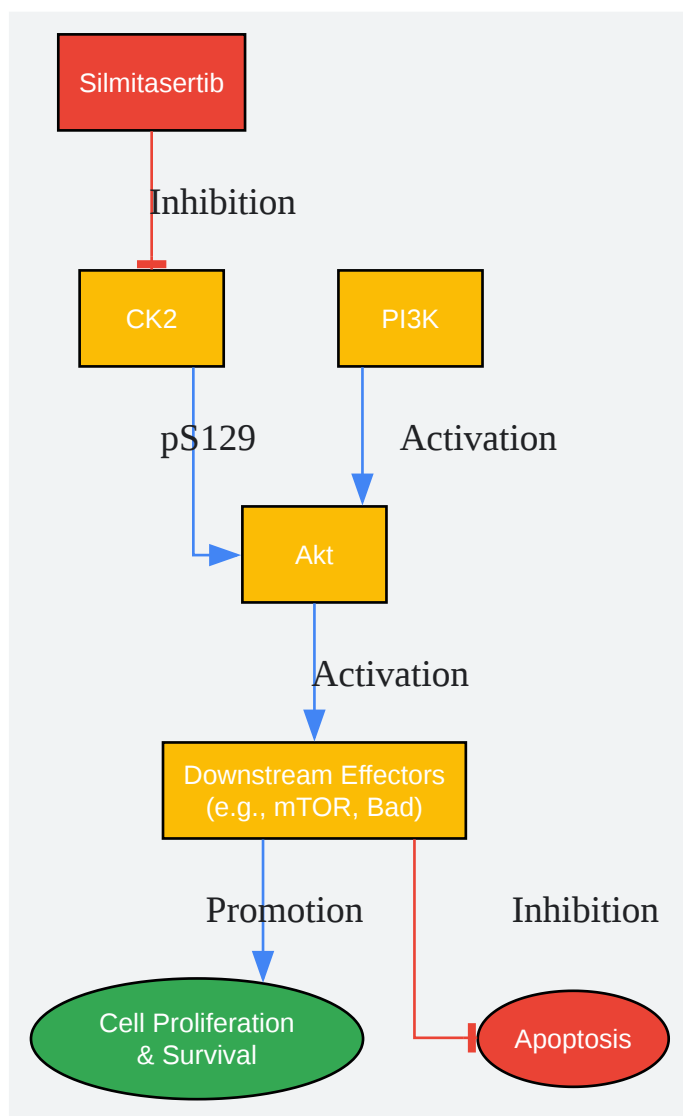 Silmitasertib
Inhibition
CK2
PI3K
pS129
Activation
Akt
Activation
Downstream Effectors
(e.g., mTOR, Bad)
Promotion
Inhibition
Cell Proliferation
& Survival
Apoptosis